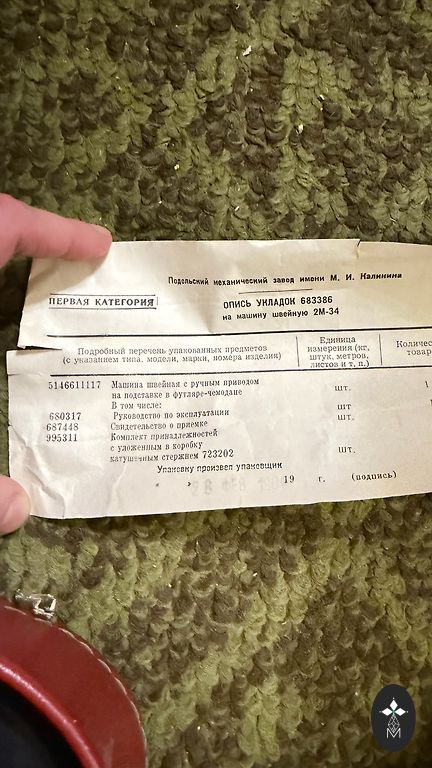 Подольский механический завод имени М. И. Калинина
ПЕРВАЯ КАТЕГОРИЯ
ОПИСЬ УКЛАДОК 683386
на машину швейную 2М-34
Подробный перечень упакованных предметов
(с указанием типа, модели, марки, номера изделия)
Единица
измерения (кг,
штук, метров,
листов и т. п.)
Количес
товар
5146611117 Машина швейная с ручным приводом
на подставке в футляре-чемодане шт. 1
В том числе:
680317 Руководство по эксплуатации шт
687448 Свидетельство о приемке шт.
995311 Комплект принадлежностей
с уложенным в коробку
катушечным стержнем 723202 шт.
Упаковку произвел упаковщик
" " 19 г. (подпись)
М